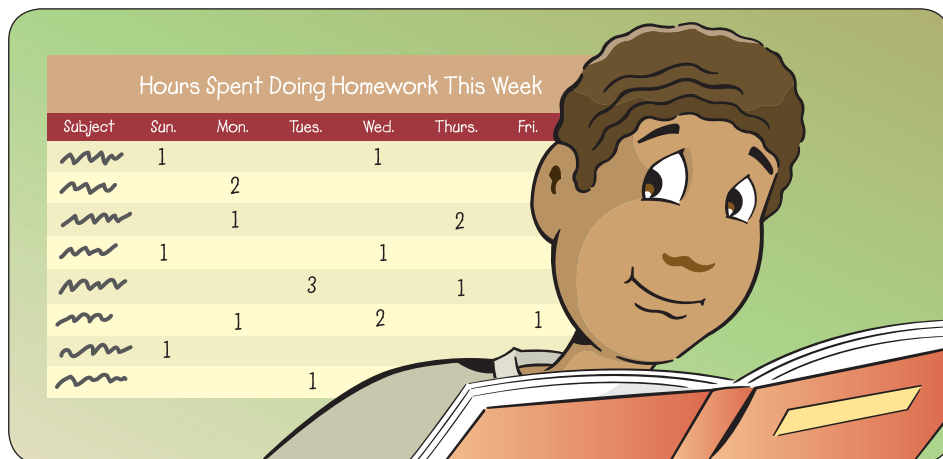 Hours Spent Doing Homework This Week
Subject Sun. Mon. Tues. Wed. Thurs. Fri.
1 1
2
1 2
1 1
3 1
1 2 1
1
1